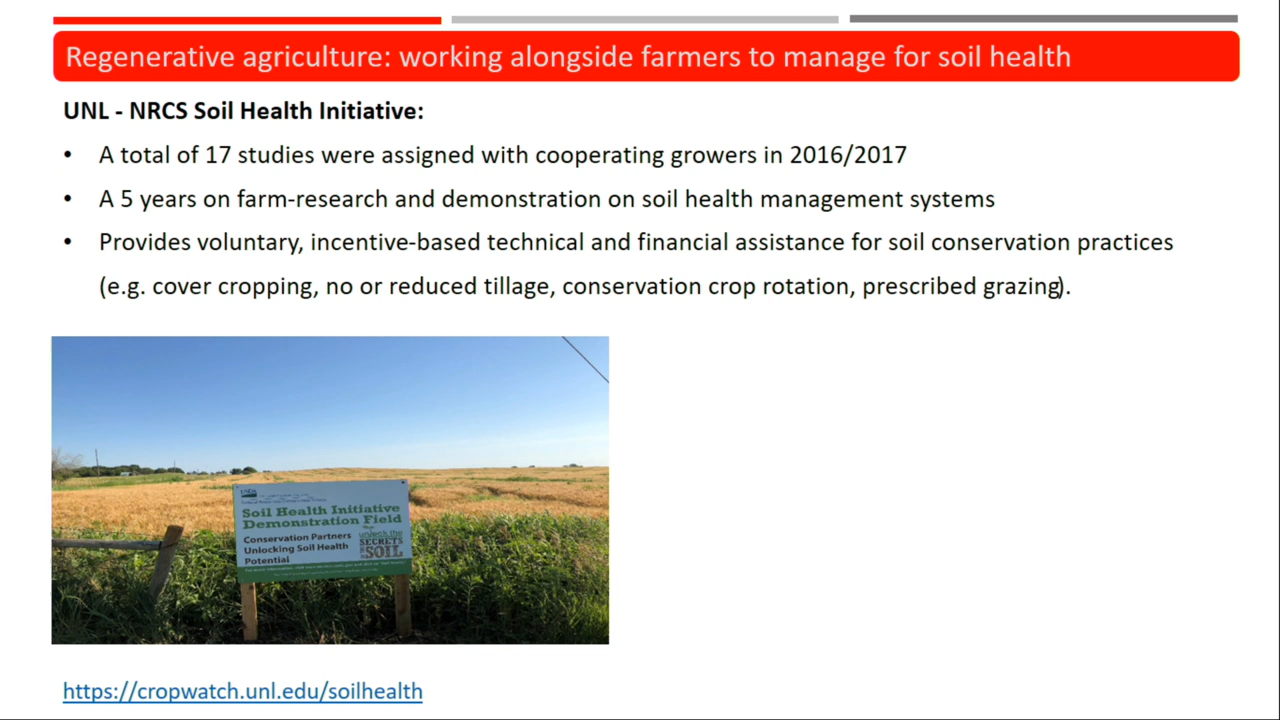 Regenerative agriculture: working alongside farmers to manage for soil health
UNL - NRCS Soil Health Initiative:
• A total of 17 studies were assigned with cooperating growers in 2016/2017
• A 5 years on farm-research and demonstration on soil health management systems
• Provides voluntary, incentive-based technical and financial assistance for soil conservation practices
(e.g. cover cropping, no or reduced tillage, conservation crop rotation, prescribed grazing).
USDA
Soil Health Initiative
Demonstration Field
Conservation Partners
Unlocking Soil Health
Potential
unlock the
SECRETS
IN THE
SOIL
https://cropwatch.unl.edu/soilhealth